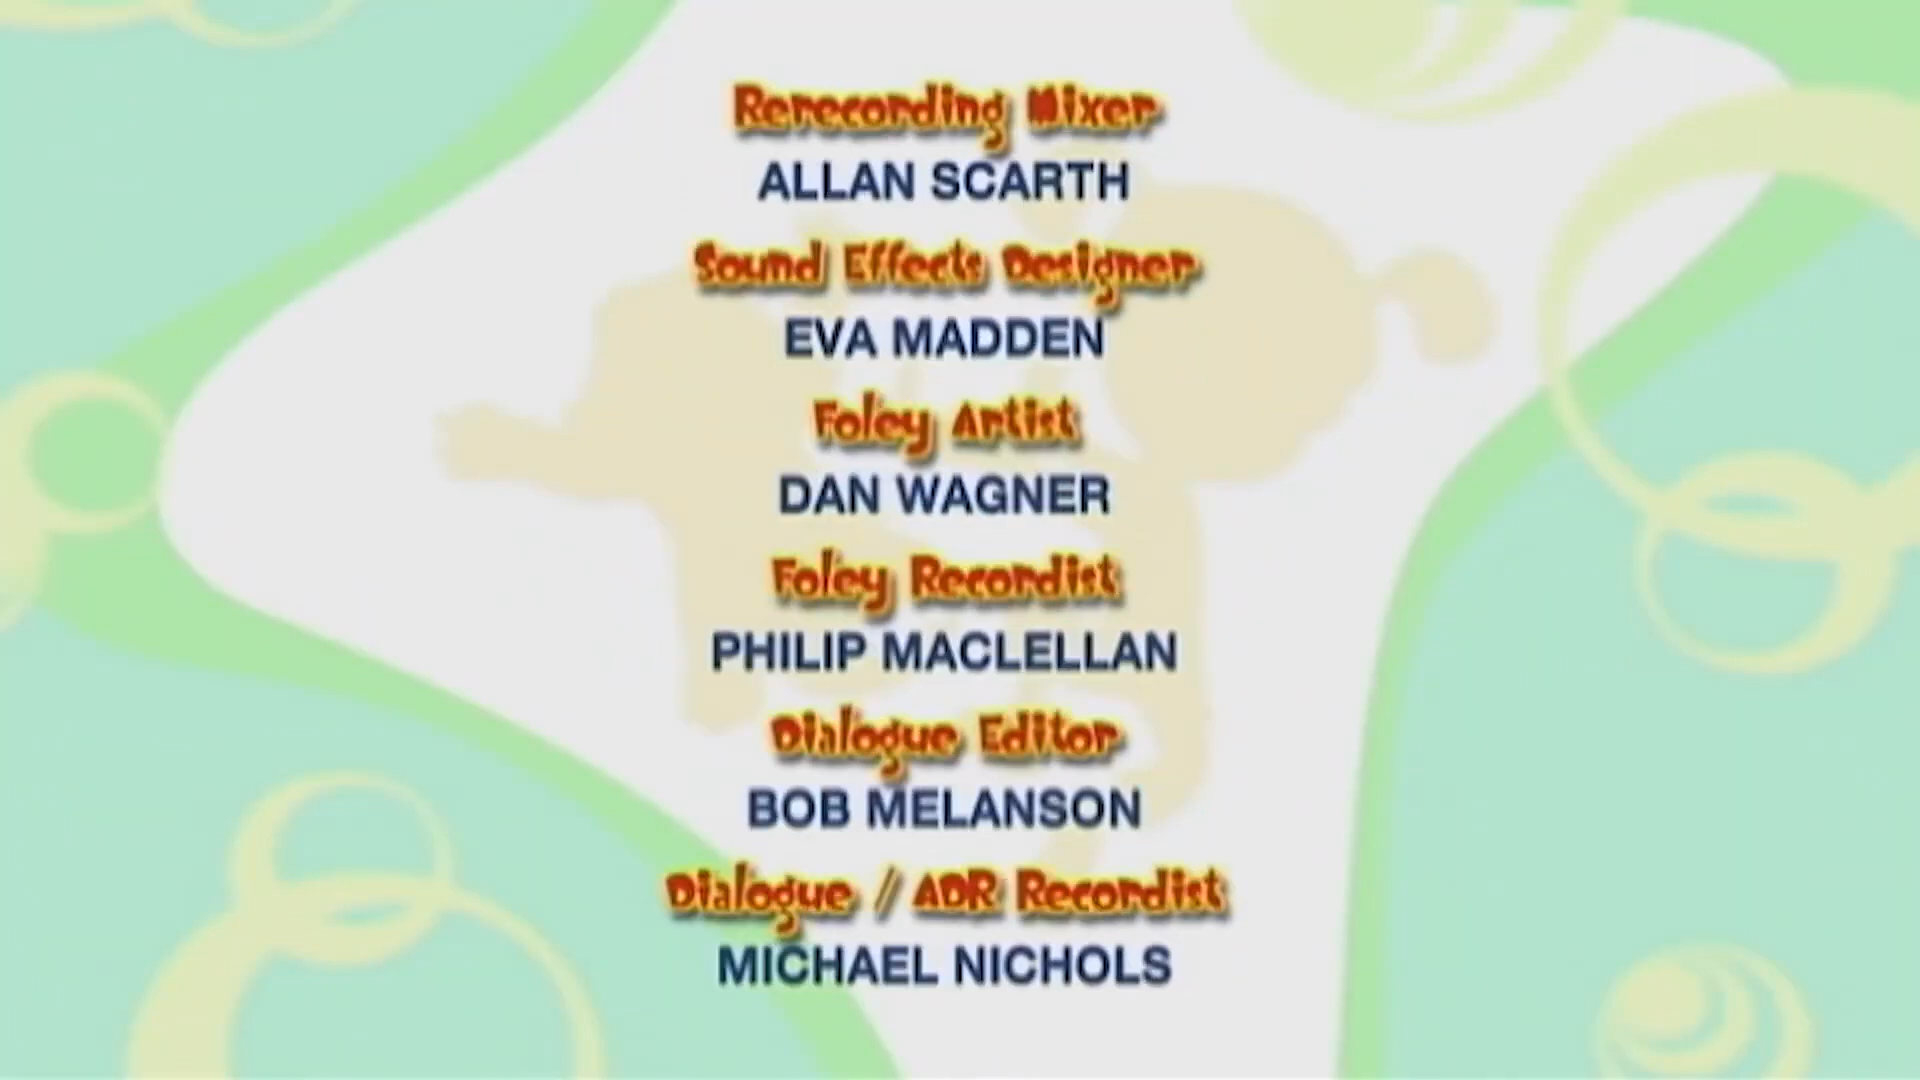 Rerecording Mixer
ALLAN SCARTH
Sound Effects Designer
EVA MADDEN
Foley Artist
DAN WAGNER
Foley Recordist
PHILIP MACLELLAN
Dialogue Editor
BOB MELANSON
Dialogue / ADR Recordist
MICHAEL NICHOLS